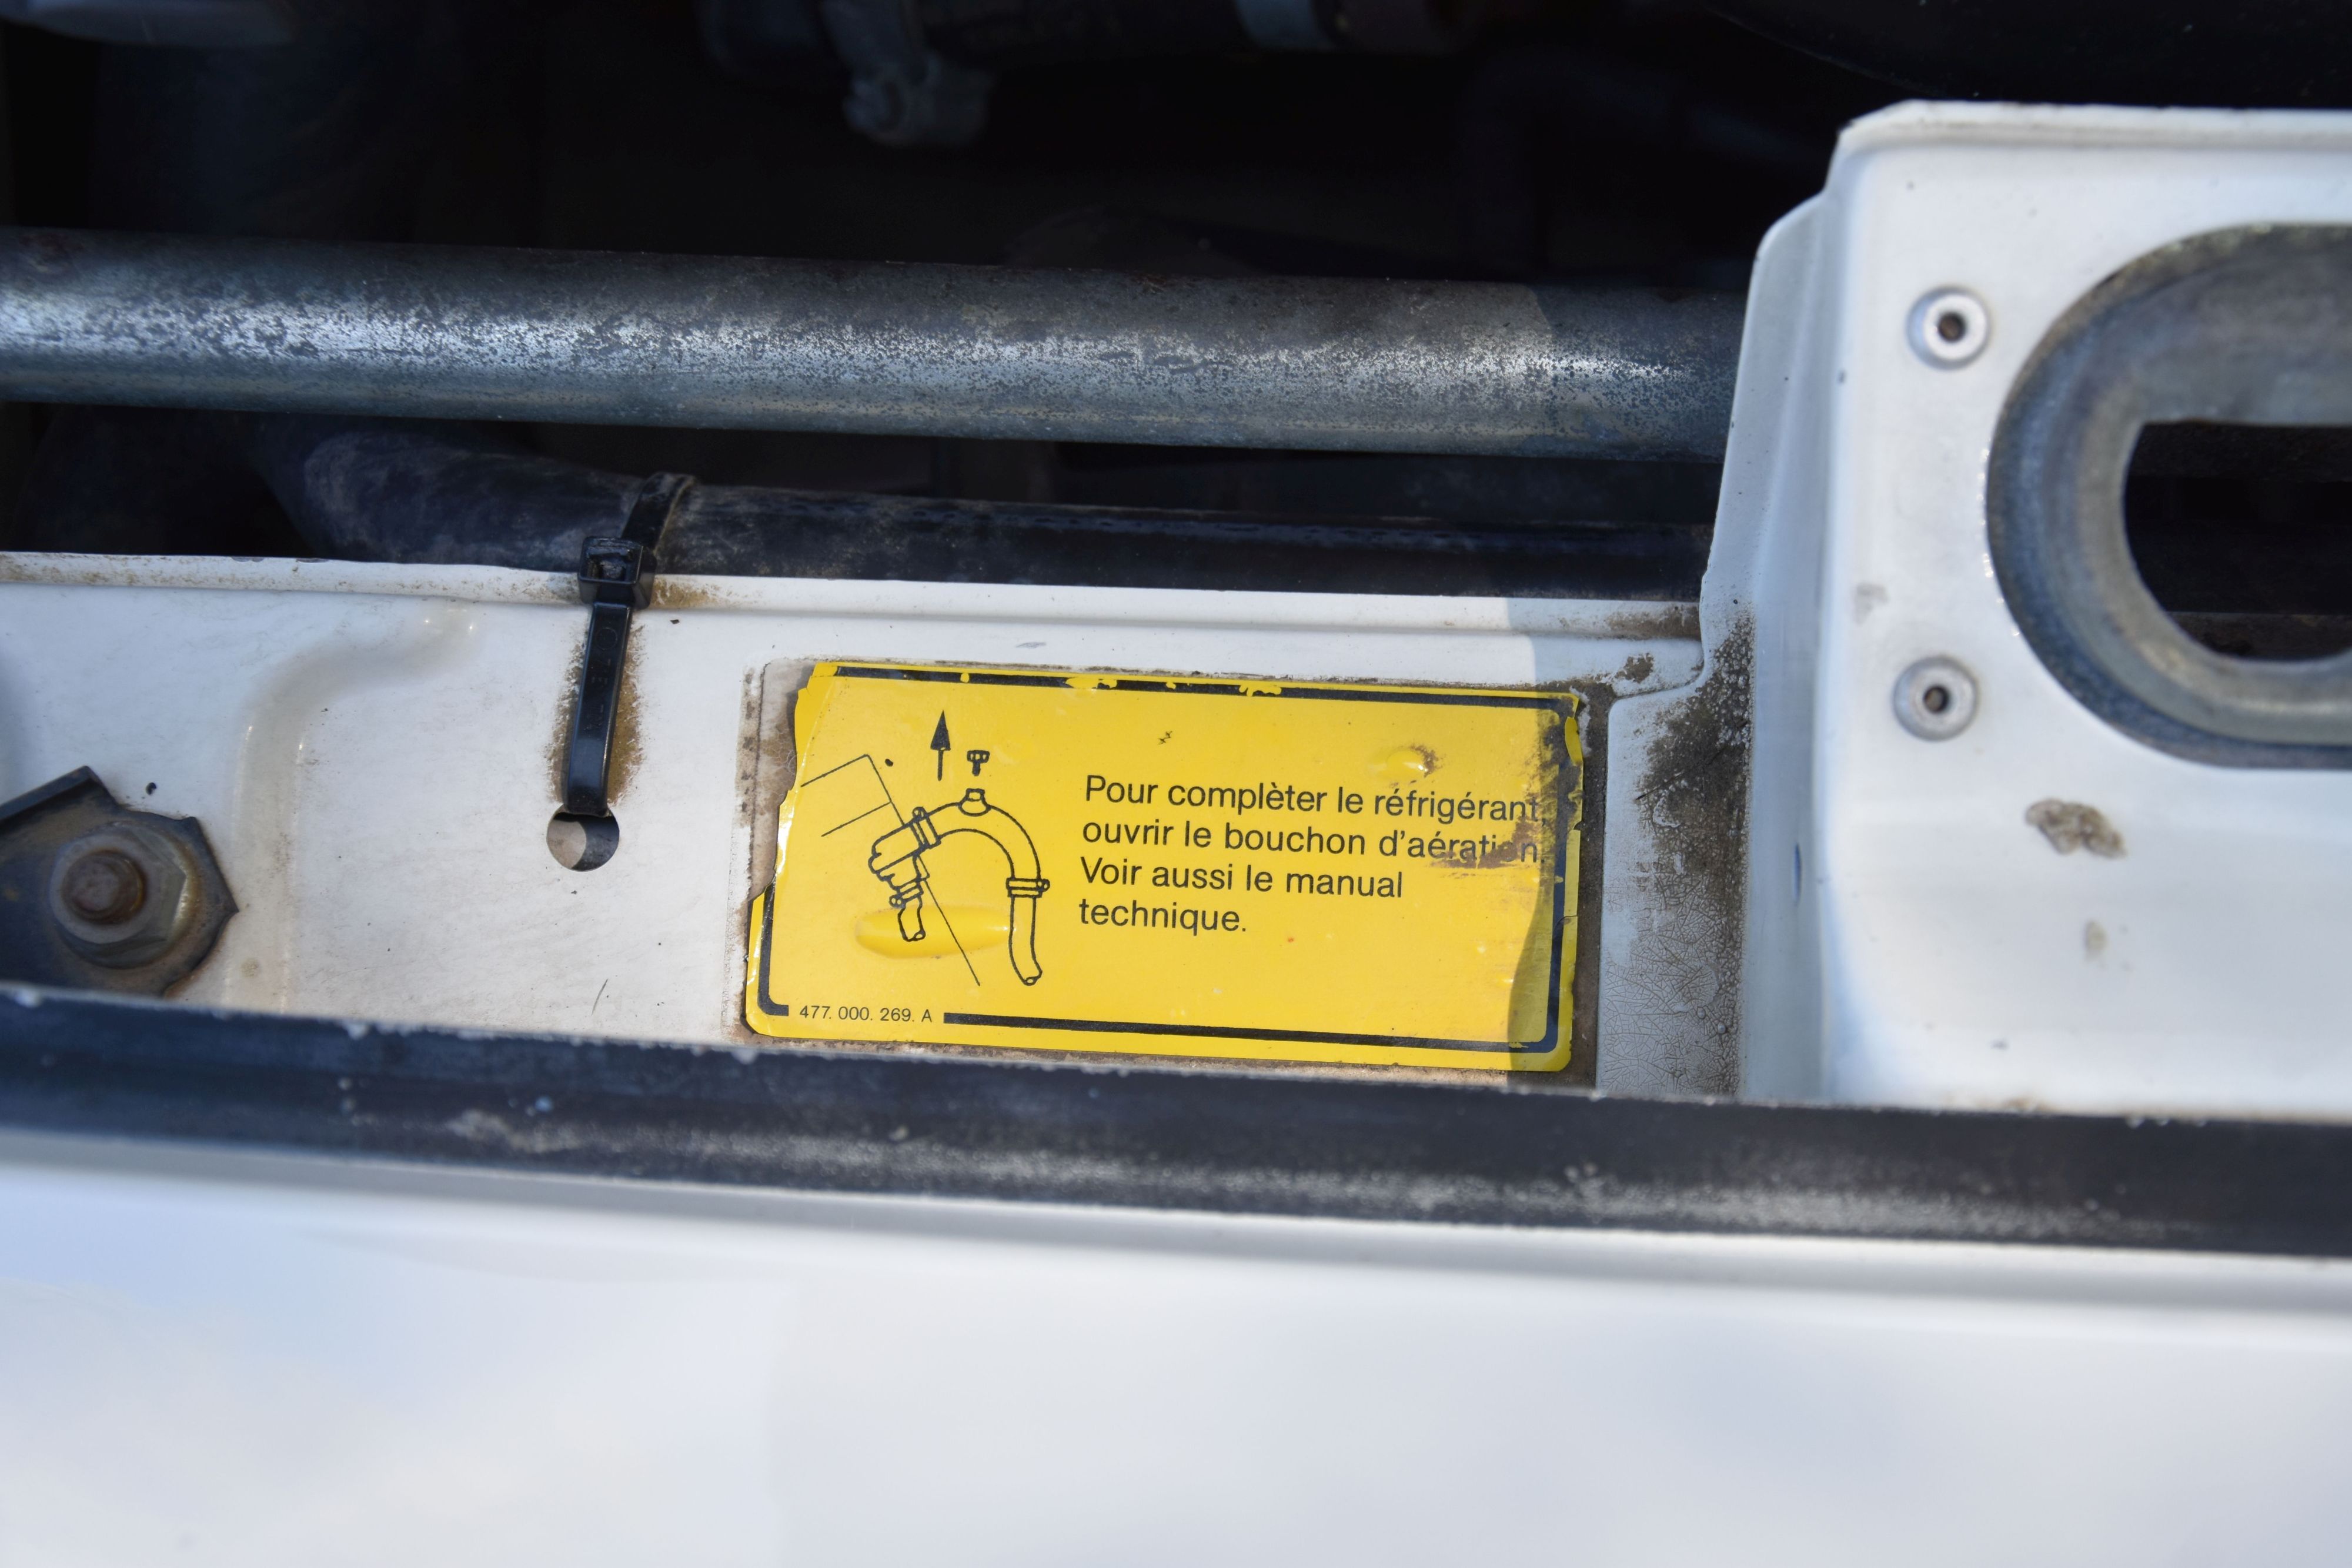 Pour complèter le réfrigérant,
ouvrir le bouchon d'aération.
Voir aussi le manual
technique.
477. 000. 269. A